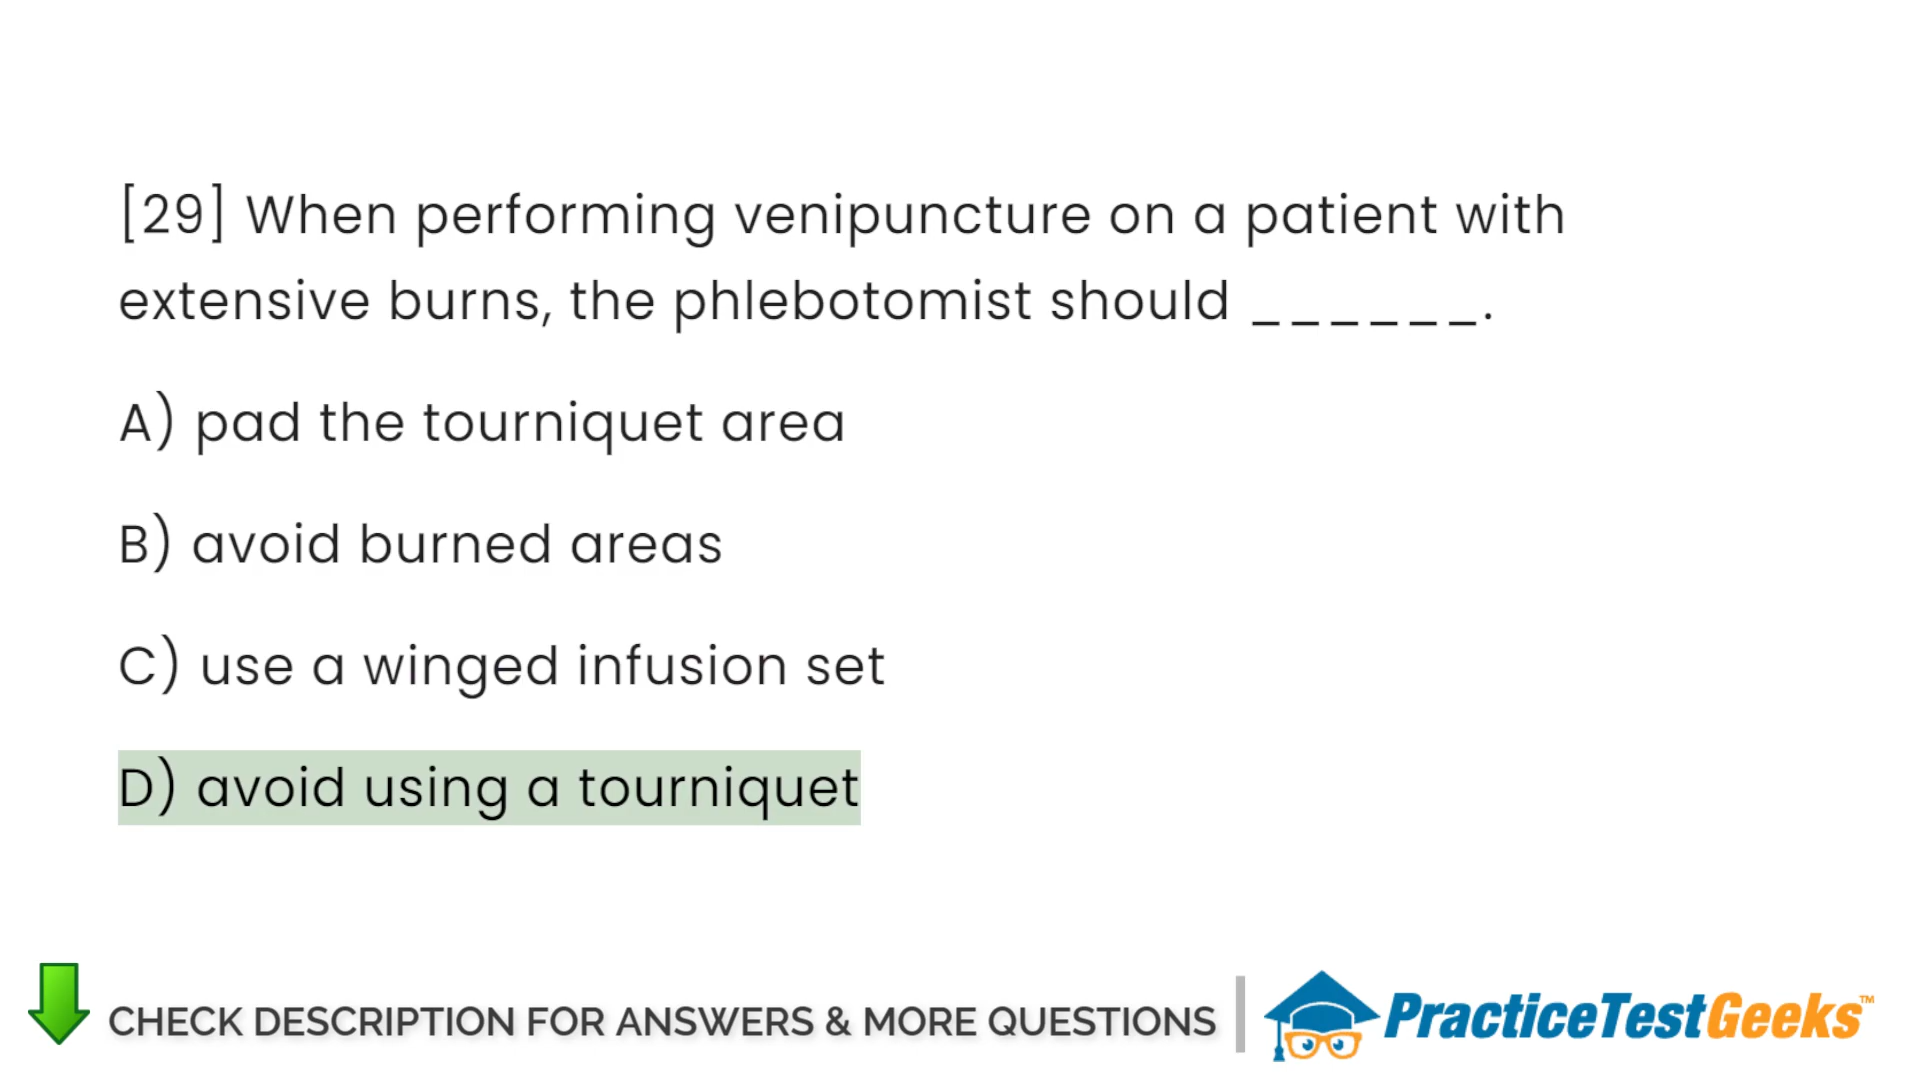 [29] When performing venipuncture on a patient with
extensive burns, the phlebotomist should ______.
A) pad the tourniquet area
B) avoid burned areas
C) use a winged infusion set
D) avoid using a tourniquet
CHECK DESCRIPTION FOR ANSWERS & MORE QUESTIONS
PracticeTestGeeks™